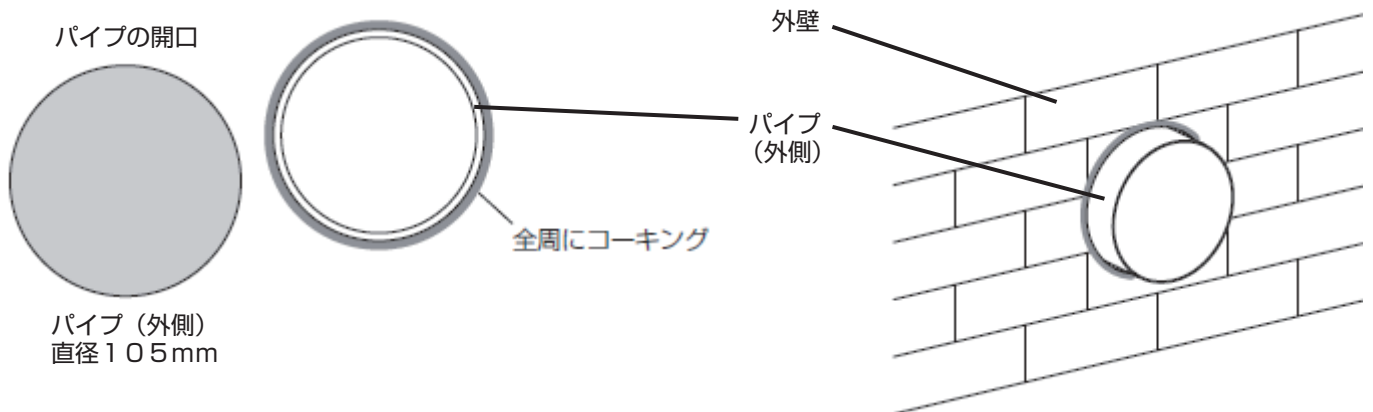 パイプの開口
パイプ（外側）
直径１０５mm
全周にコーキング
外壁
パイプ
（外側）